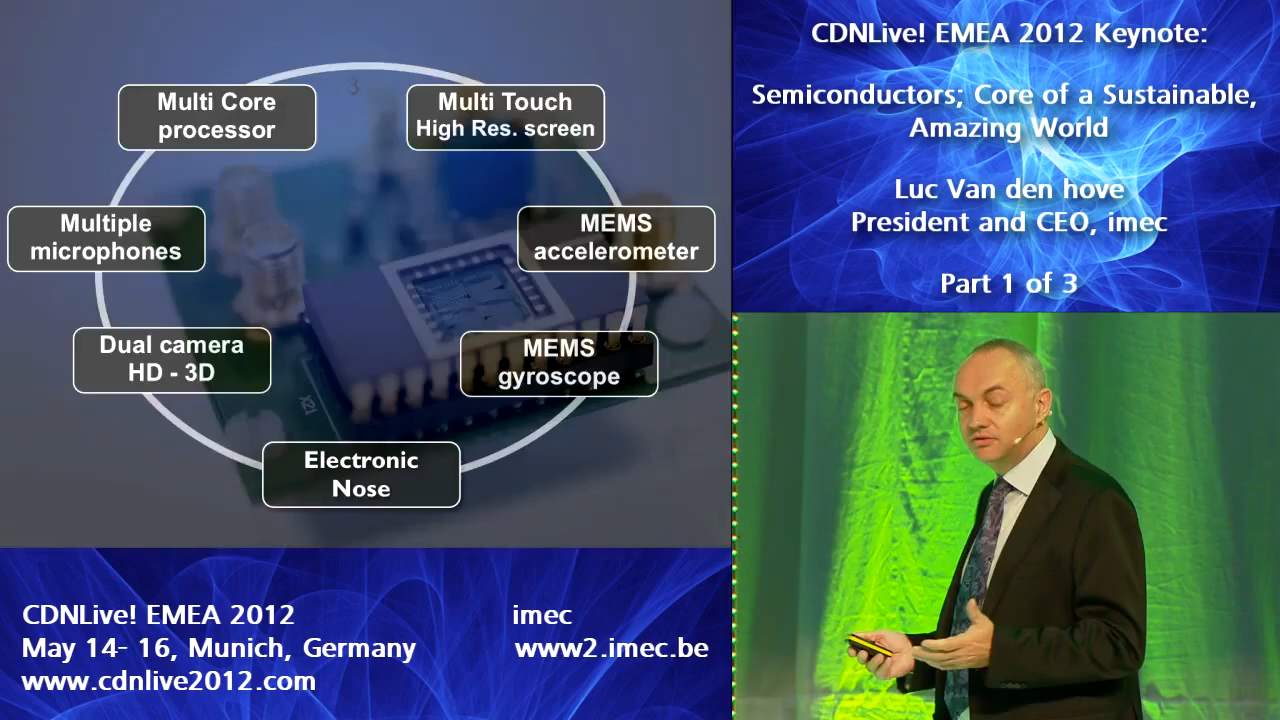 Multi Core
processor
Multi Touch
High Res. screen
Multiple
microphones
MEMS
accelerometer
Dual camera
HD - 3D
MEMS
gyroscope
Electronic
Nose
3
X21
CDNLive! EMEA 2012 Keynote:
Semiconductors; Core of a Sustainable,
Amazing World
Luc Van den hove
President and CEO, imec
Part 1 of 3
CDNLive! EMEA 2012
May 14- 16, Munich, Germany
www.cdnlive2012.com
imec
www2.imec.be